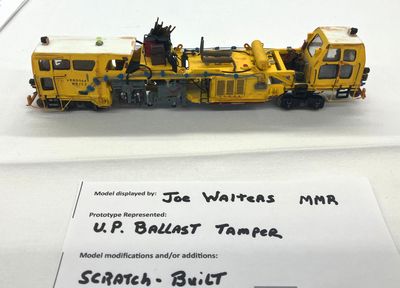 Model displayed by: JOE WALTERS MMR
Prototype Represented:
U.P. BALLAST TAMPER
Model modifications and/or additions:
SCRATCH-BUILT